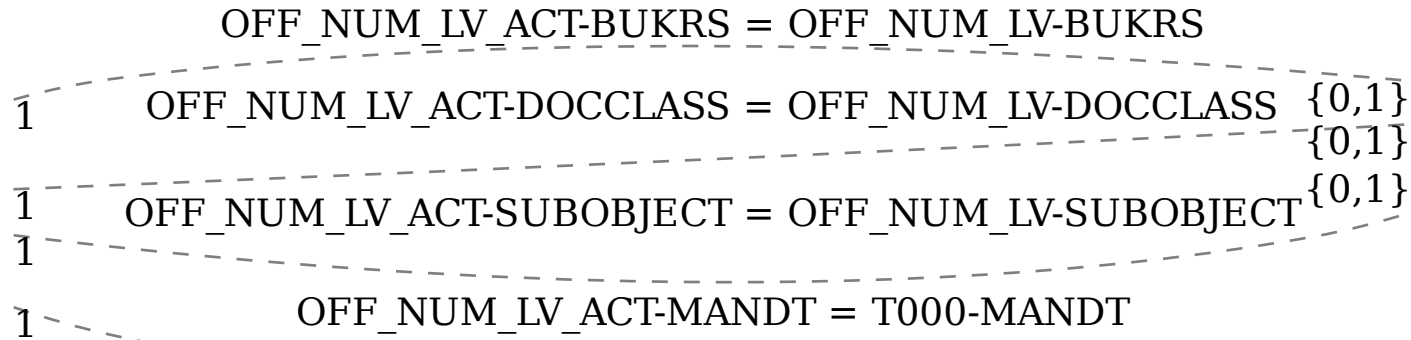 OFF_NUM_LV_ACT-BUKRS = OFF_NUM_LV-BUKRS
1 OFF_NUM_LV_ACT-DOCCLASS = OFF_NUM_LV-DOCCLASS {0,1}
{0,1}
1 OFF_NUM_LV_ACT-SUBOBJECT = OFF_NUM_LV-SUBOBJECT {0,1}
1
1 OFF_NUM_LV_ACT-MANDT = T000-MANDT